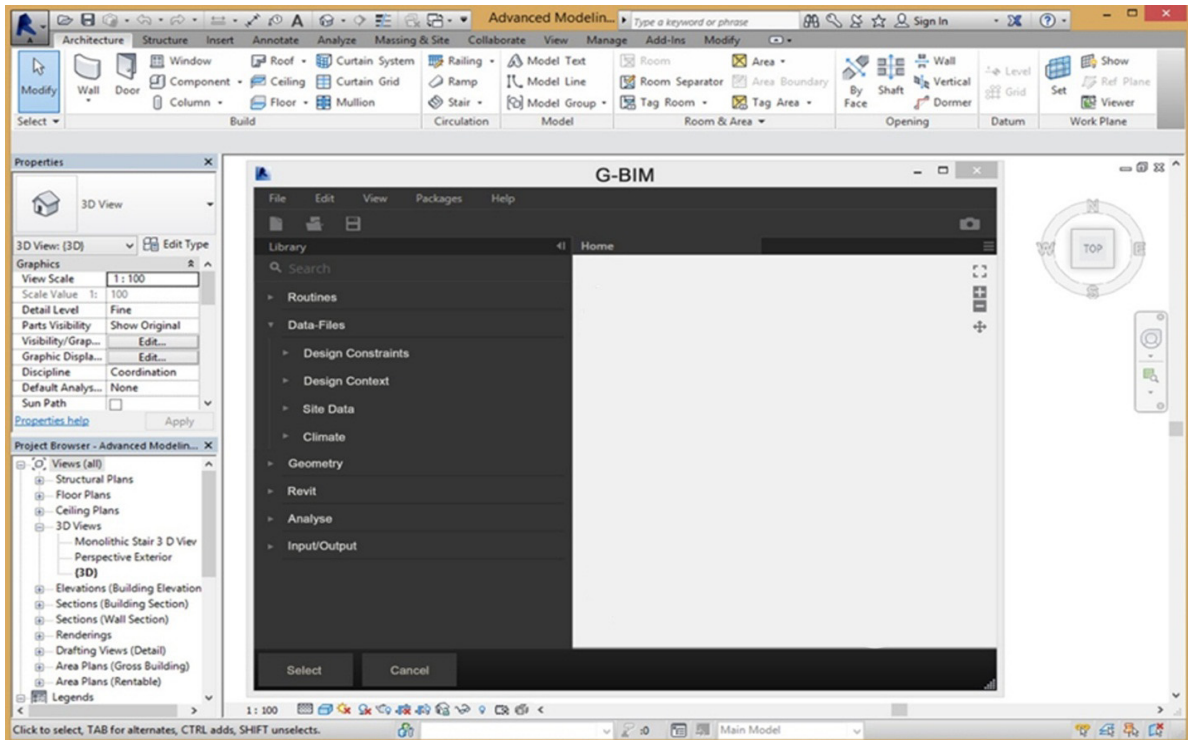 Advanced Modelin... Type a keyword or phrase Sign In
Architecture Structure Insert Annotate Analyze Massing & Site Collaborate View Manage Add-Ins Modify
Modify Wall Door Window Component Column
Roof Ceiling Floor
Curtain System Curtain Grid Mullion
Railing Ramp Stair
Model Text Model Line Model Group
Room Room Separator Tag Room
Area Area Boundary Tag Area
By Face Shaft Wall Vertical Dormer
Level Grid
Set Show Ref Plane Viewer
Select Build Circulation Model Room & Area Opening Datum Work Plane
Properties
3D View
3D View: {3D} Edit Type
Graphics
View Scale 1 : 100
Scale Value 1: 100
Detail Level Fine
Parts Visibility Show Original
Visibility/Grap... Edit...
Graphic Displa... Edit...
Discipline Coordination
Default Analys... None
Sun Path
Properties help Apply
Project Browser - Advanced Modelin...
Views (all)
Structural Plans
Floor Plans
Ceiling Plans
3D Views
Monolithic Stair 3 D Viev
Perspective Exterior
{3D}
Elevations (Building Elevation
Sections (Building Section)
Sections (Wall Section)
Renderings
Drafting Views (Detail)
Area Plans (Gross Building)
Area Plans (Rentable)
Legends
G-BIM
File Edit View Packages Help
Library Home
Search
Routines
Data-Files
Design Constraints
Design Context
Site Data
Climate
Geometry
Revit
Analyse
Input/Output
Select Cancel
N
W TOP E
S
1 : 100
Click to select, TAB for alternates, CTRL adds, SHIFT unselects. :0 Main Model